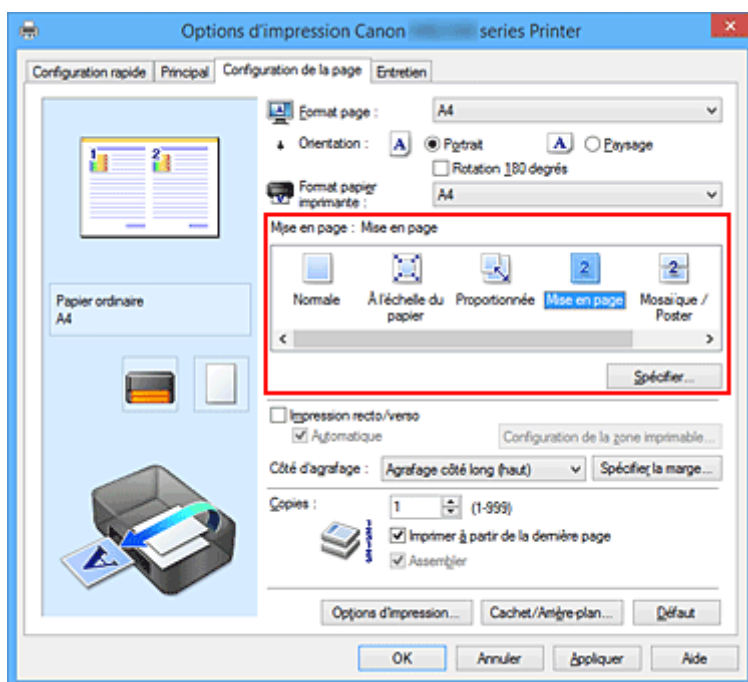 Options d'impression Canon series Printer
Configuration rapide Principal Configuration de la page Entretien
Format page : A4
Orientation : A Portrait A Paysage
Rotation 180 degrés
Format papier imprimante : A4
Mise en page : Mise en page
Normale À l'échelle du papier Proportionnée Mise en page Mosaïque / Poster
Spécifier...
1 2
Papier ordinaire
A4
Impression recto/verso
Automatique Configuration de la zone imprimable...
Côté d'agrafage : Agrafage côté long (haut) Spécifier la marge...
Copies : 1 (1-999)
Imprimer à partir de la dernière page
Assembler
Options d'impression... Cachet/Arrière-plan... Défaut
OK Annuler Appliquer Aide